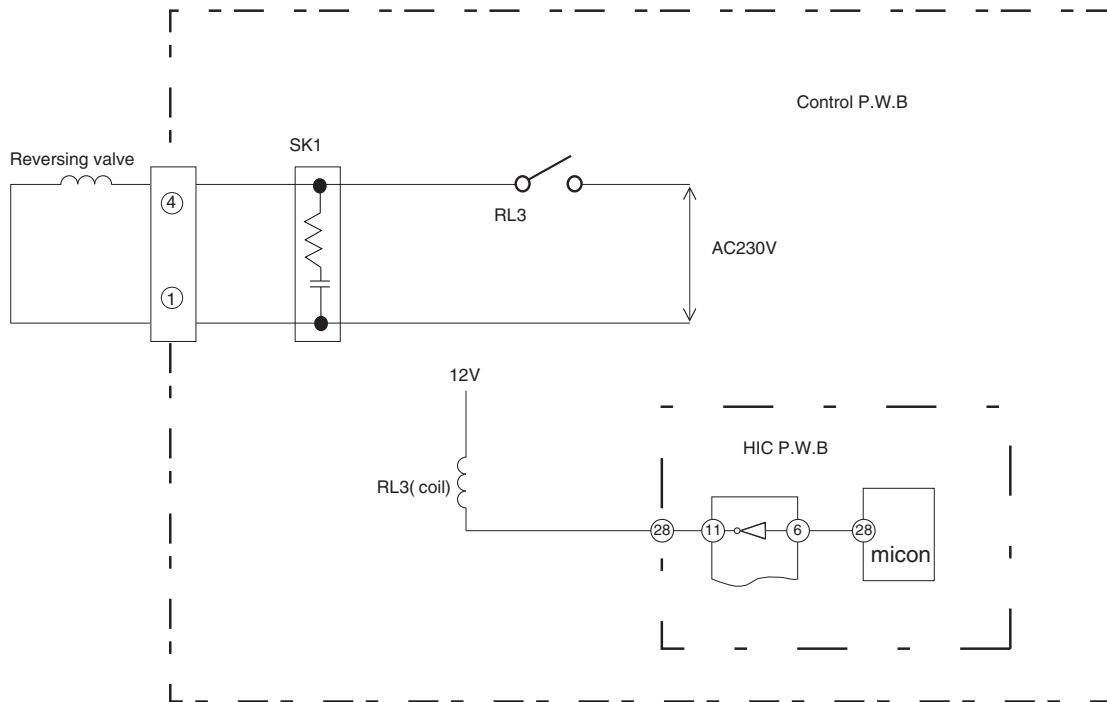 Control P.W.B
SK1
Reversing valve
④
RL3
AC230V
①
12V
HIC P.W.B
RL3( coil)
28 11 6 28
micon